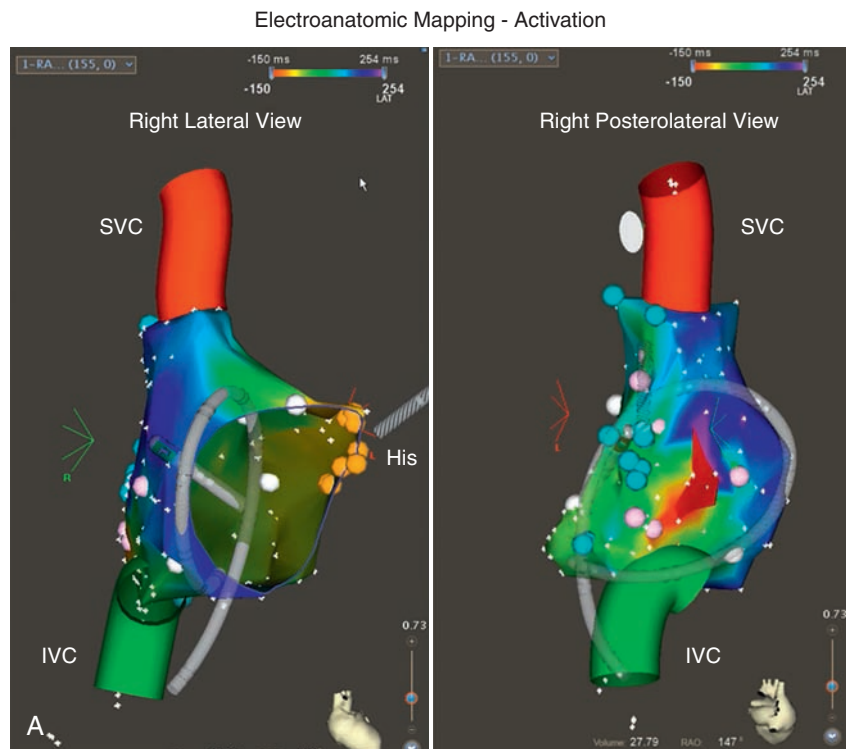 Electroanatomic Mapping - Activation
1-RA... (155, 0)
-150 ms 254 ms
-150 254
LAT
Right Lateral View
SVC
His
R
L
IVC
0.73
A
1-RA... (155, 0)
-150 ms 254 ms
-150 254
LAT
Right Posterolateral View
SVC
L
IVC
0.73
Volume: 27.79 RAO: 147°